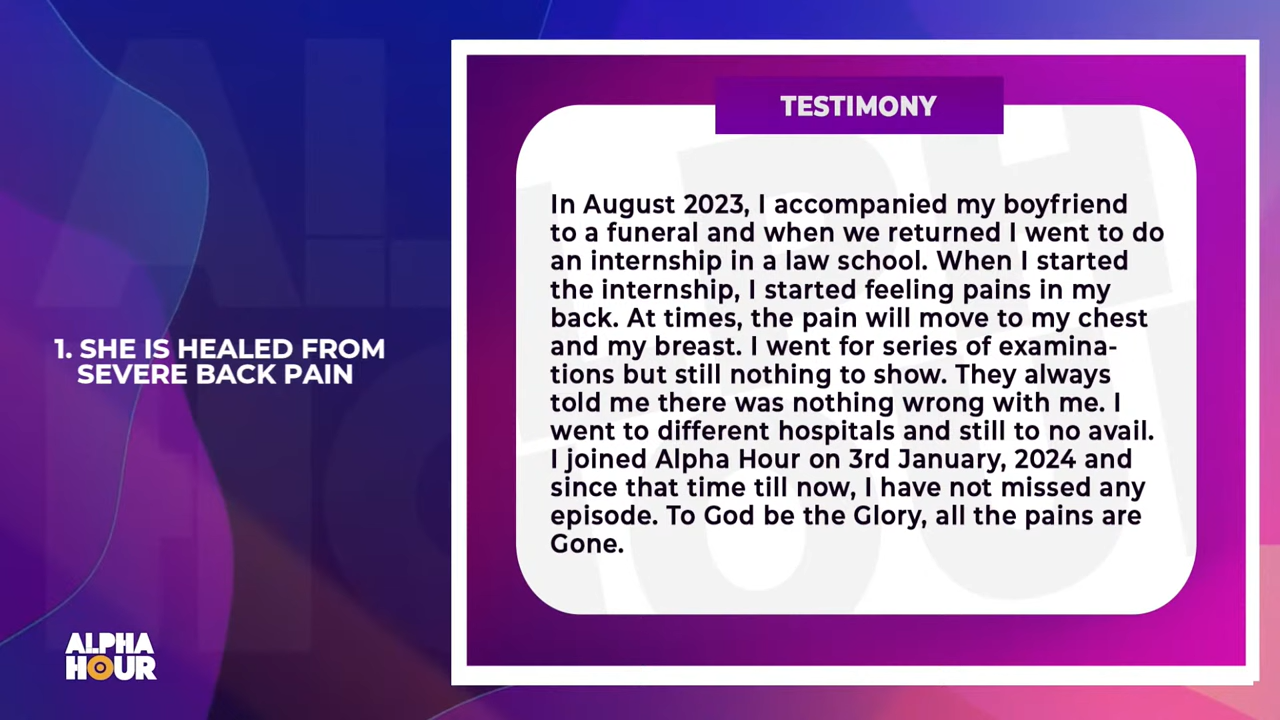 TESTIMONY
In August 2023, I accompanied my boyfriend
to a funeral and when we returned I went to do
an internship in a law school. When I started
the internship, I started feeling pains in my
back. At times, the pain will move to my chest
and my breast. I went for series of examina-
tions but still nothing to show. They always
told me there was nothing wrong with me. I
went to different hospitals and still to no avail.
I joined Alpha Hour on 3rd January, 2024 and
since that time till now, I have not missed any
episode. To God be the Glory, all the pains are
Gone.
1. SHE IS HEALED FROM
SEVERE BACK PAIN
ALPHA
HOUR